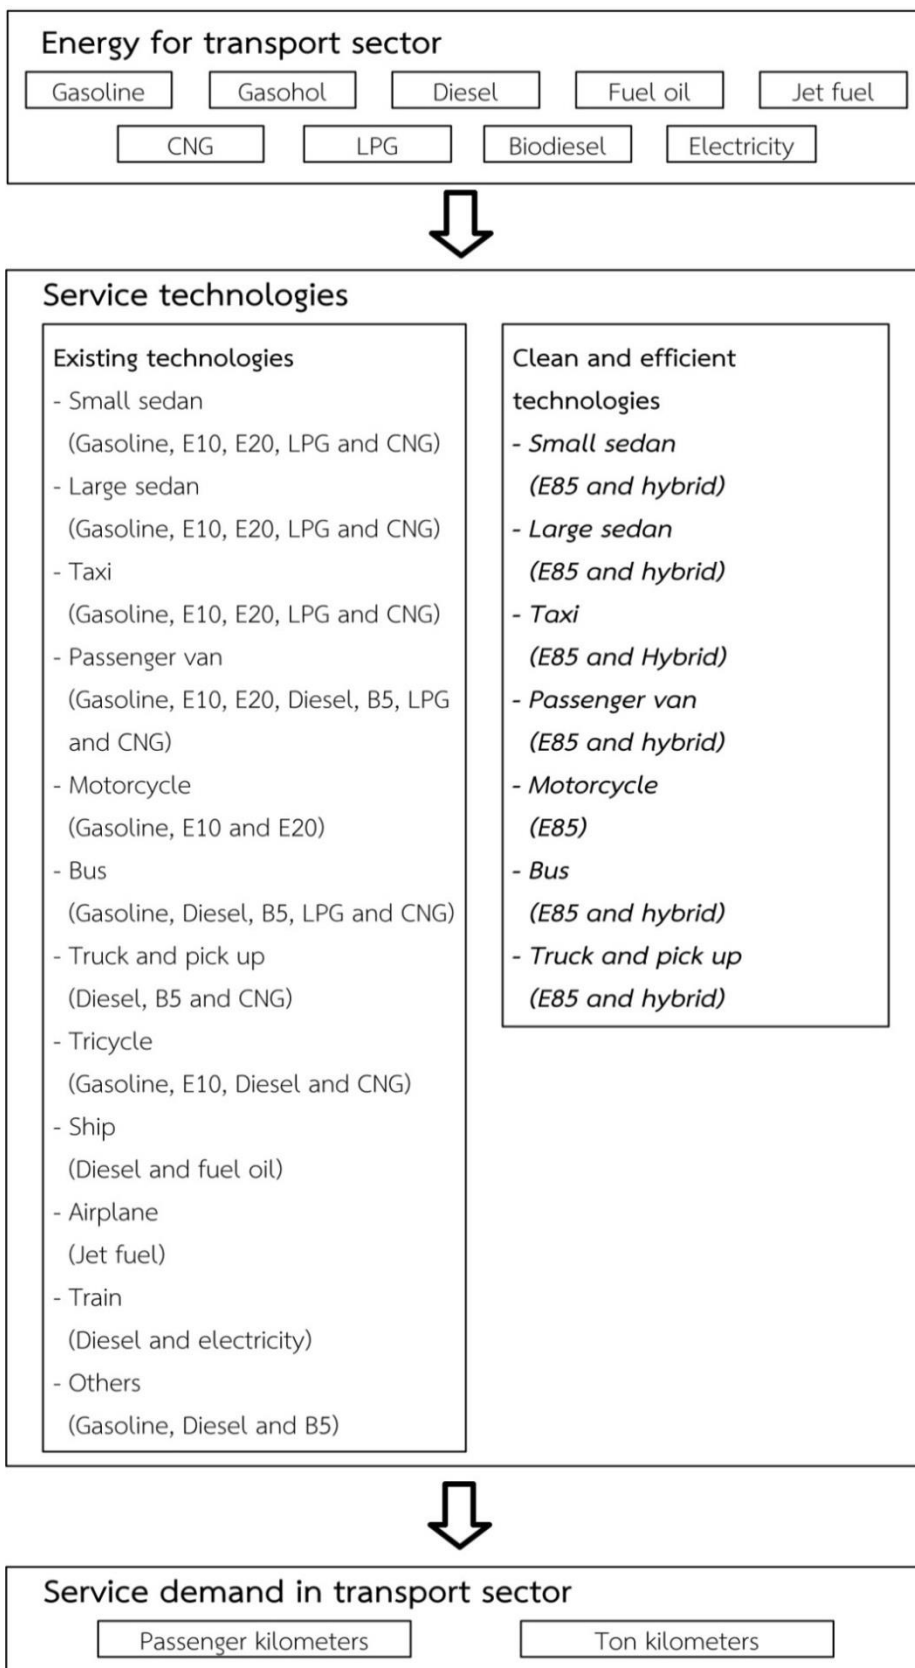 Energy for transport sector
Gasoline Gasohol Diesel Fuel oil Jet fuel
CNG LPG Biodiesel Electricity
Service technologies
Existing technologies
- Small sedan
(Gasoline, E10, E20, LPG and CNG)
- Large sedan
(Gasoline, E10, E20, LPG and CNG)
- Taxi
(Gasoline, E10, E20, LPG and CNG)
- Passenger van
(Gasoline, E10, E20, Diesel, B5, LPG
and CNG)
- Motorcycle
(Gasoline, E10 and E20)
- Bus
(Gasoline, Diesel, B5, LPG and CNG)
- Truck and pick up
(Diesel, B5 and CNG)
- Tricycle
(Gasoline, E10, Diesel and CNG)
- Ship
(Diesel and fuel oil)
- Airplane
(Jet fuel)
- Train
(Diesel and electricity)
- Others
(Gasoline, Diesel and B5)
Clean and efficient
technologies
- Small sedan
(E85 and hybrid)
- Large sedan
(E85 and hybrid)
- Taxi
(E85 and Hybrid)
- Passenger van
(E85 and hybrid)
- Motorcycle
(E85)
- Bus
(E85 and hybrid)
- Truck and pick up
(E85 and hybrid)
Service demand in transport sector
Passenger kilometers Ton kilometers